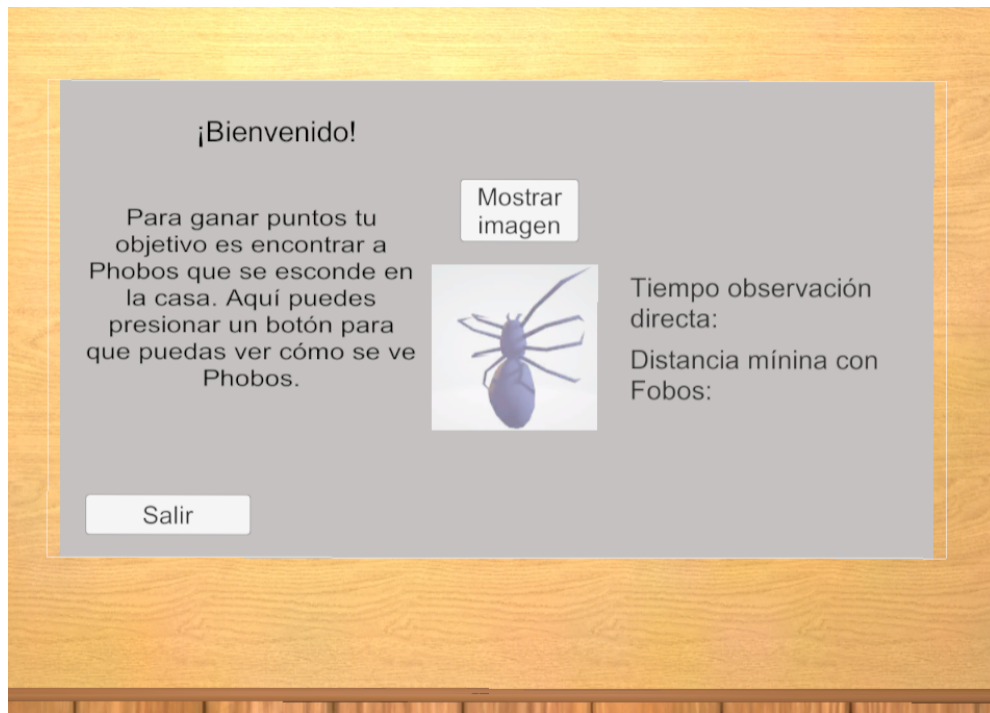 ¡Bienvenido!
Para ganar puntos tu
objetivo es encontrar a
Phobos que se esconde en
la casa. Aquí puedes
presionar un botón para
que puedas ver cómo se ve
Phobos.
Mostrar
imagen
Tiempo observación
directa:
Distancia mínina con
Fobos:
Salir